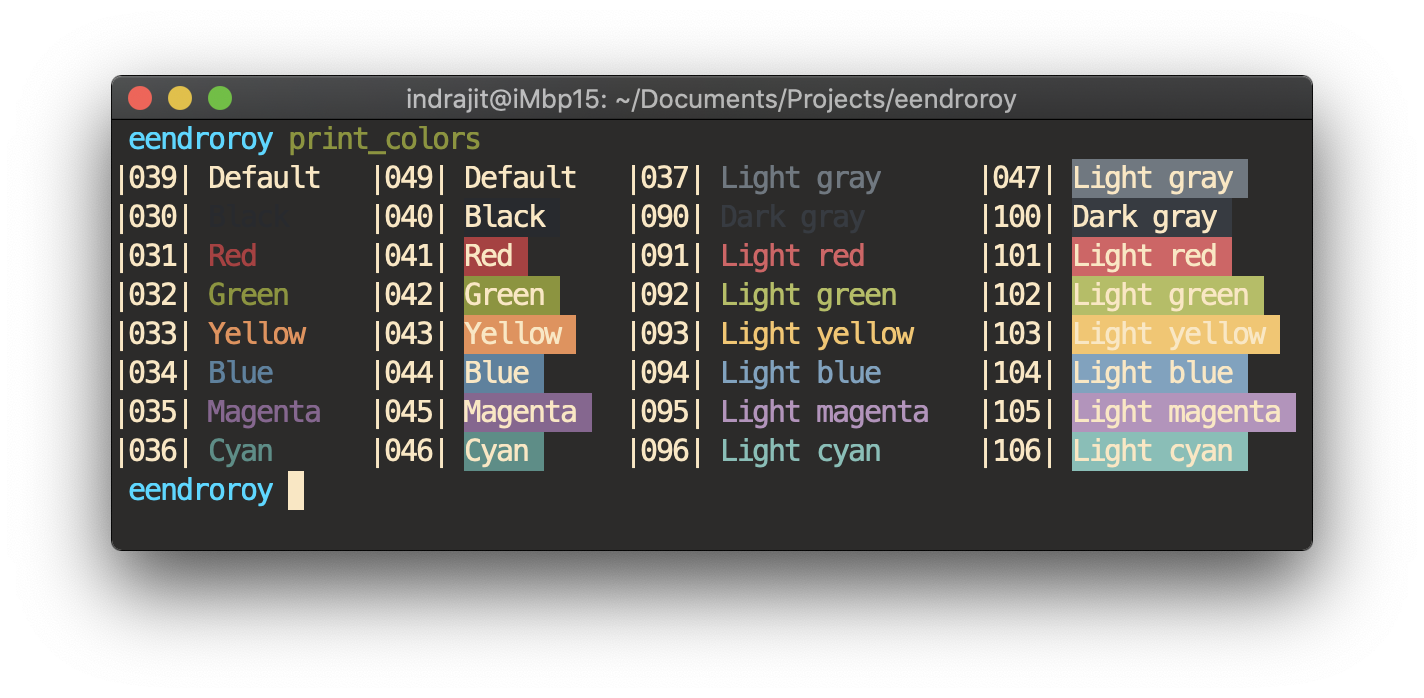 indrajit@iMbp15: ~/Documents/Projects/eendroroy
eendroroy print_colors
|039| Default |049| Default |037| Light gray |047| Light gray
|030| Black |040| Black |090| Dark gray |100| Dark gray
|031| Red |041| Red |091| Light red |101| Light red
|032| Green |042| Green |092| Light green |102| Light green
|033| Yellow |043| Yellow |093| Light yellow |103| Light yellow
|034| Blue |044| Blue |094| Light blue |104| Light blue
|035| Magenta |045| Magenta |095| Light magenta |105| Light magenta
|036| Cyan |046| Cyan |096| Light cyan |106| Light cyan
eendroroy